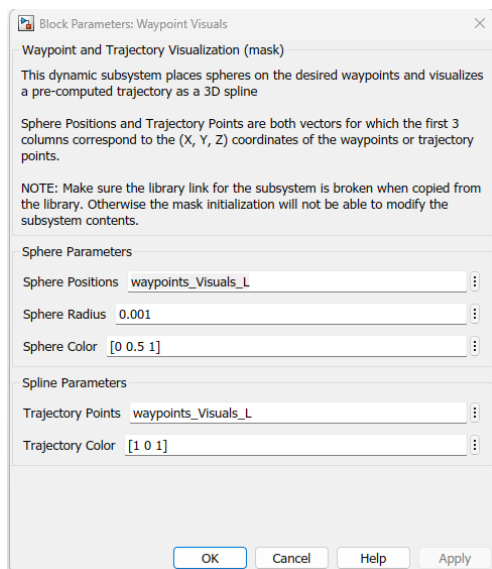 Block Parameters: Waypoint Visuals
Waypoint and Trajectory Visualization (mask)
This dynamic subsystem places spheres on the desired waypoints and visualizes
a pre-computed trajectory as a 3D spline
Sphere Positions and Trajectory Points are both vectors for which the first 3
columns correspond to the (X, Y, Z) coordinates of the waypoints or trajectory
points.
NOTE: Make sure the library link for the subsystem is broken when copied from
the library. Otherwise the mask initialization will not be able to modify the
subsystem contents.
Sphere Parameters
Sphere Positions waypoints_Visuals_L
Sphere Radius 0.001
Sphere Color [0 0.5 1]
Spline Parameters
Trajectory Points waypoints_Visuals_L
Trajectory Color [1 0 1]
OK Cancel Help Apply